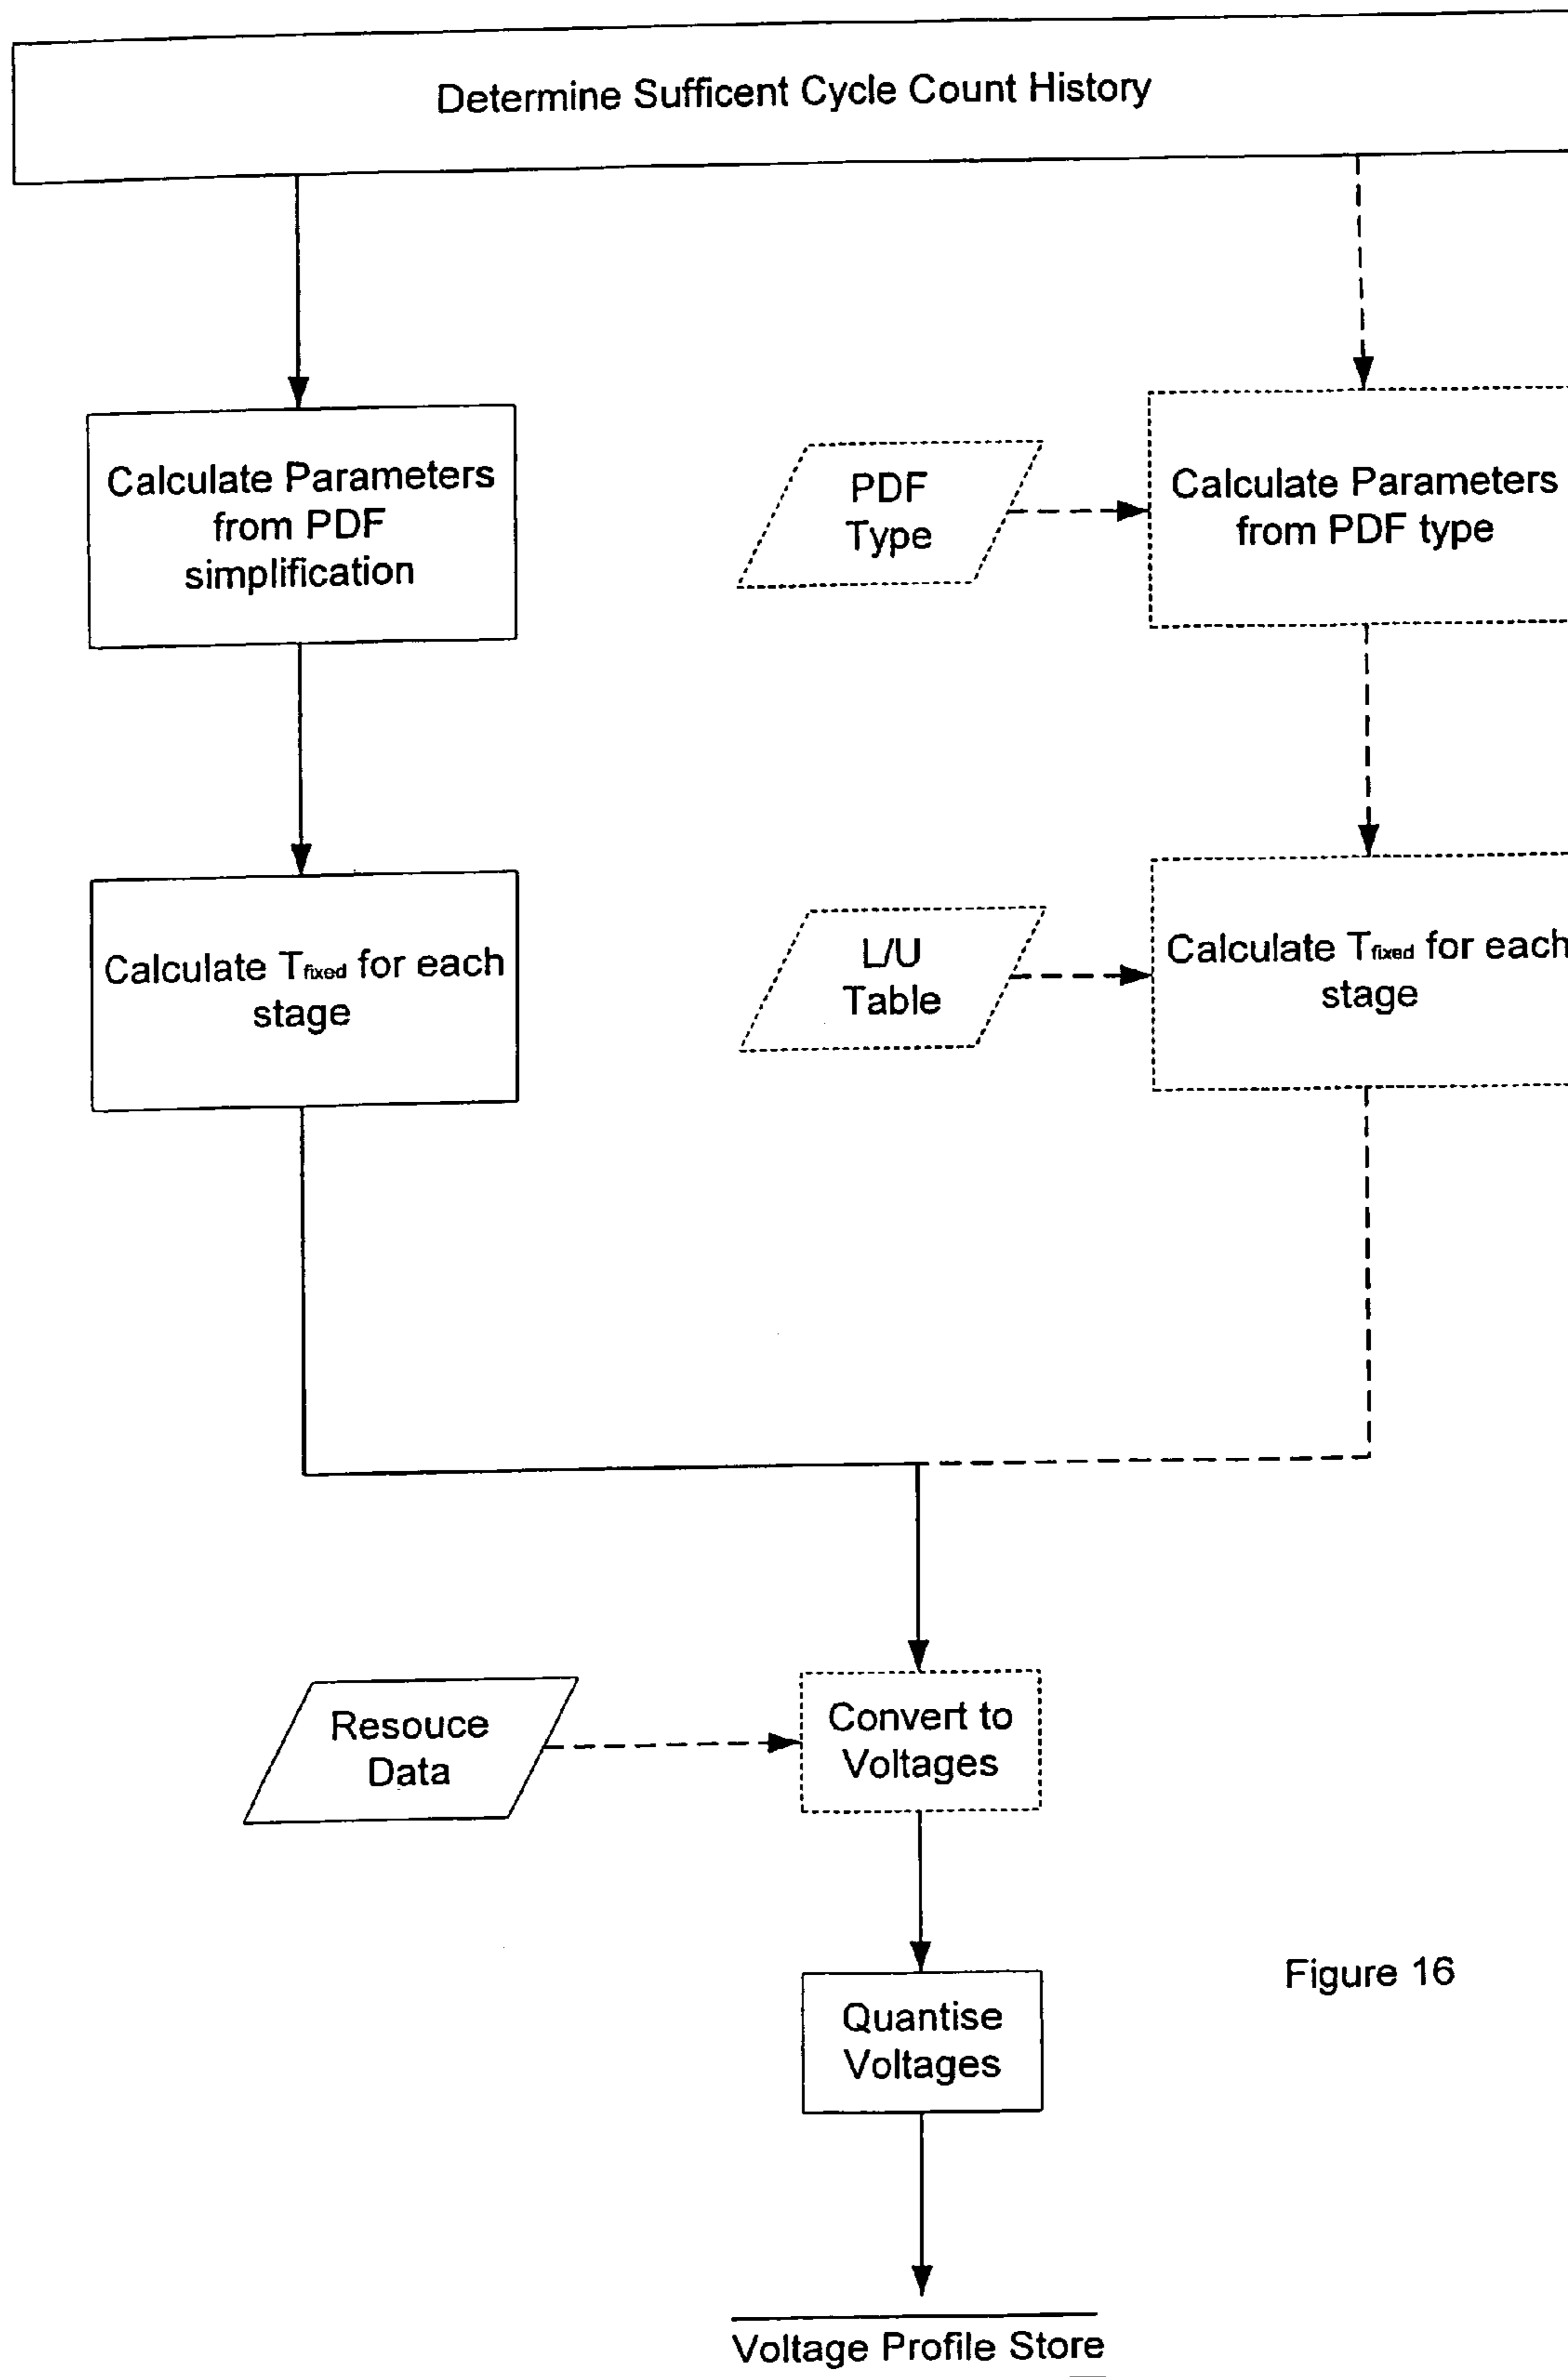 Determine Sufficent Cycle Count History
Calculate Parameters
from PDF
simplification
PDF
Type
Calculate Parameters
from PDF type
Calculate Tfixed for each
stage
L/U
Table
Calculate Tfixed for each
stage
Resouce
Data
Convert to
Voltages
Quantise
Voltages
Figure 16
Voltage Profile Store